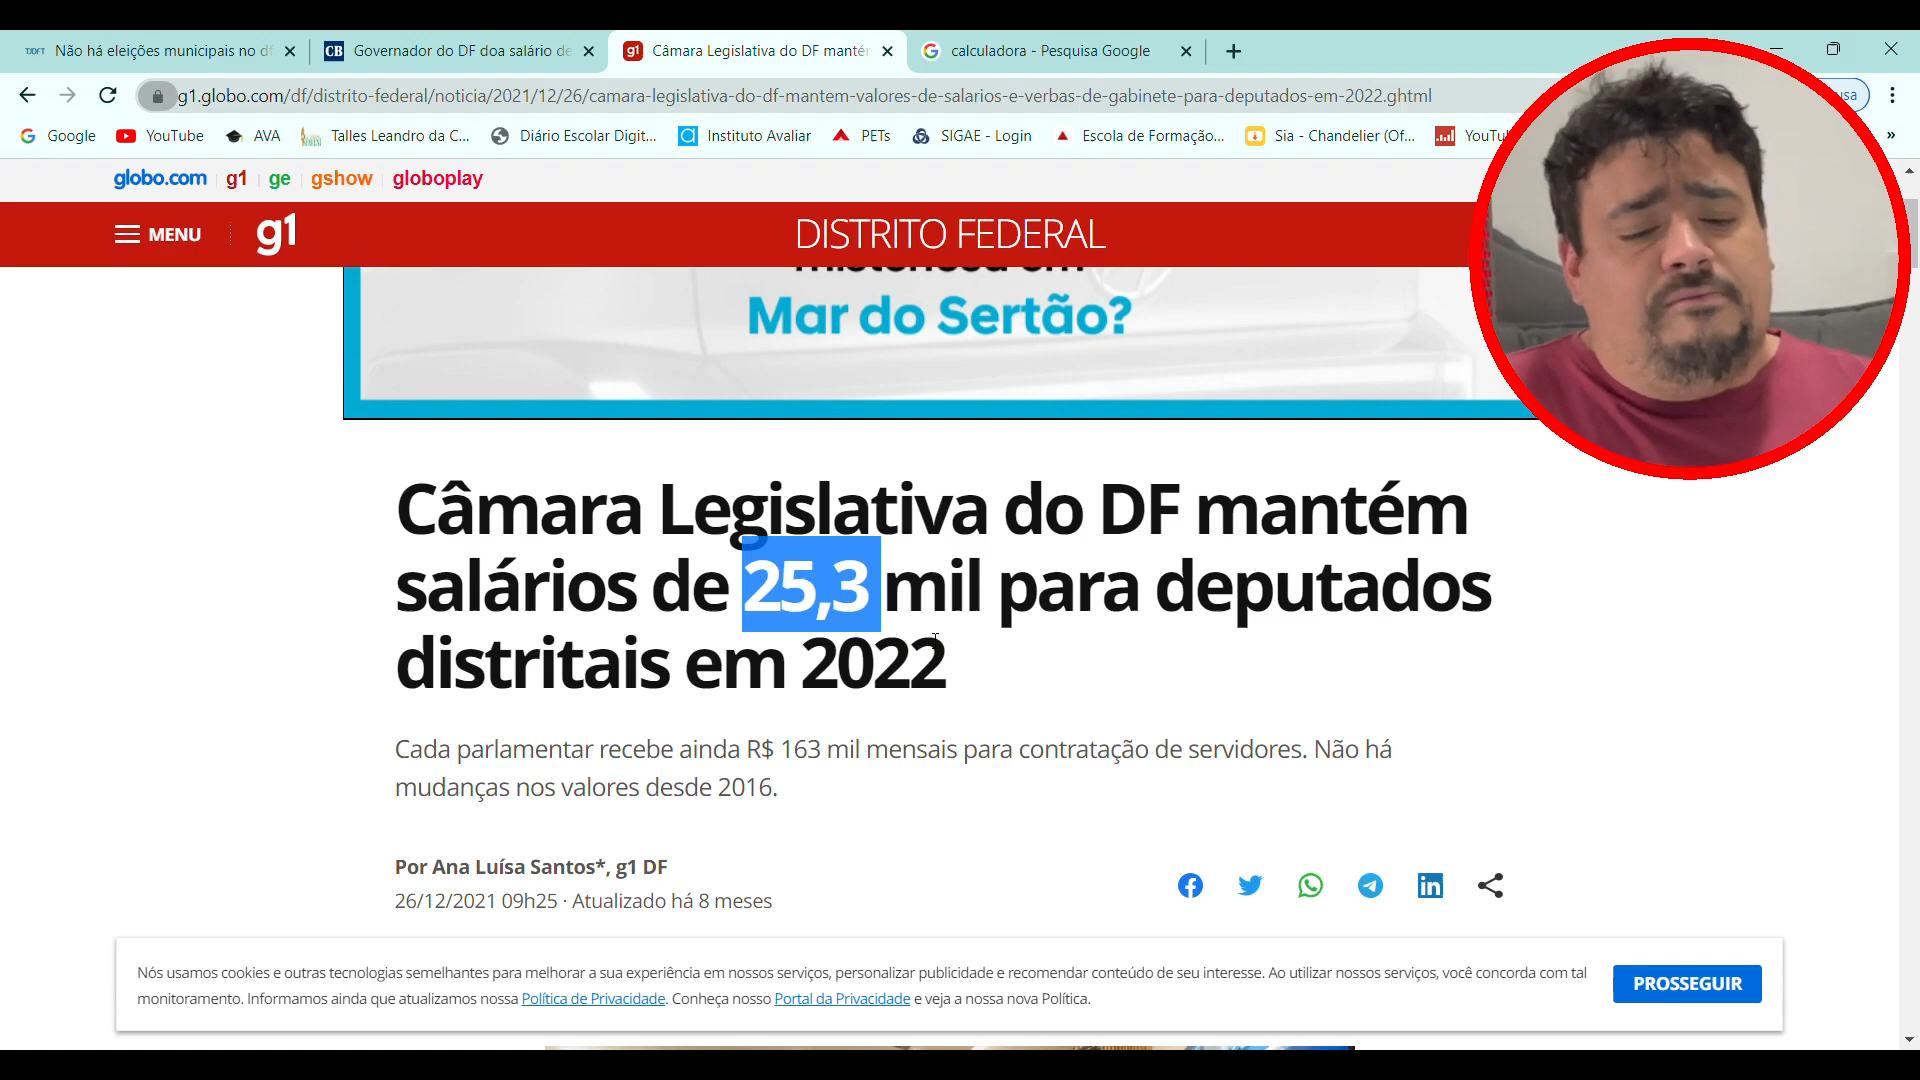 TJDFT Não há eleições municipais no df
CB Governador do DF doa salário de
g1 Câmara Legislativa do DF mantém
calculadora - Pesquisa Google
g1.globo.com/df/distrito-federal/noticia/2021/12/26/camara-legislativa-do-df-mantem-valores-de-salarios-e-verbas-de-gabinete-para-deputados-em-2022.ghtml
usa
Google YouTube AVA Talles Leandro da C... Diário Escolar Digit... Instituto Avaliar PETs SIGAE - Login Escola de Formação... Sia - Chandelier (Of... YouTu
globo.com g1 ge gshow globoplay
MENU g1 DISTRITO FEDERAL
Mar do Sertão?
Câmara Legislativa do DF mantém
salários de 25,3 mil para deputados
distritais em 2022
Cada parlamentar recebe ainda R$ 163 mil mensais para contratação de servidores. Não há
mudanças nos valores desde 2016.
Por Ana Luísa Santos*, g1 DF
26/12/2021 09h25 · Atualizado há 8 meses
Nós usamos cookies e outras tecnologias semelhantes para melhorar a sua experiência em nossos serviços, personalizar publicidade e recomendar conteúdo de seu interesse. Ao utilizar nossos serviços, você concorda com tal
monitoramento. Informamos ainda que atualizamos nossa Política de Privacidade. Conheça nosso Portal da Privacidade e veja a nossa nova Política.
PROSSEGUIR